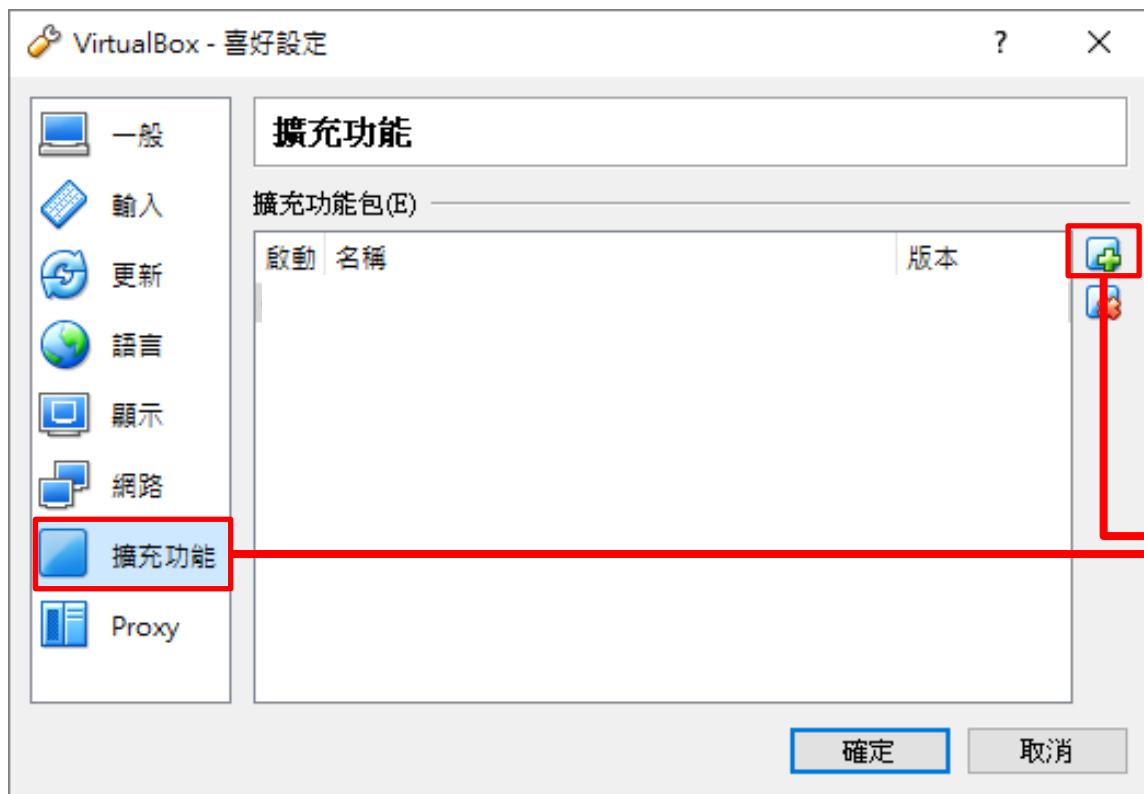 VirtualBox - 喜好設定 ?
一般
輸入
更新
語言
顯示
網路
擴充功能
Proxy
擴充功能
擴充功能包(E)
啟動 名稱 版本
確定 取消